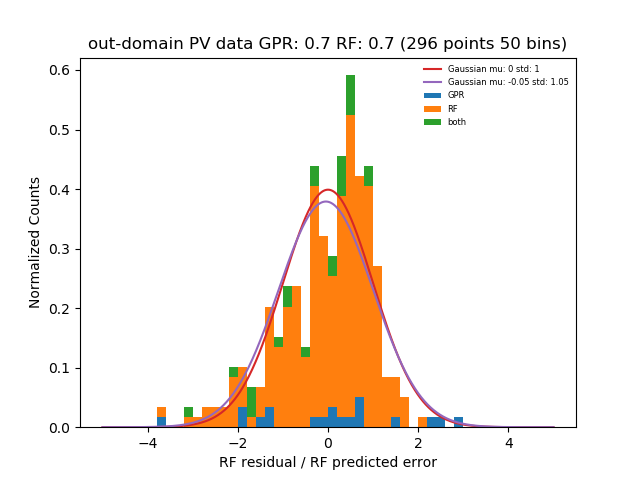 out-domain PV data GPR: 0.7 RF: 0.7 (296 points 50 bins)
Gaussian mu: 0 std: 1
Gaussian mu: -0.05 std: 1.05
GPR
RF
both
Normalized Counts
0.6
0.5
0.4
0.3
0.2
0.1
0.0
−4 −2 0 2 4
RF residual / RF predicted error